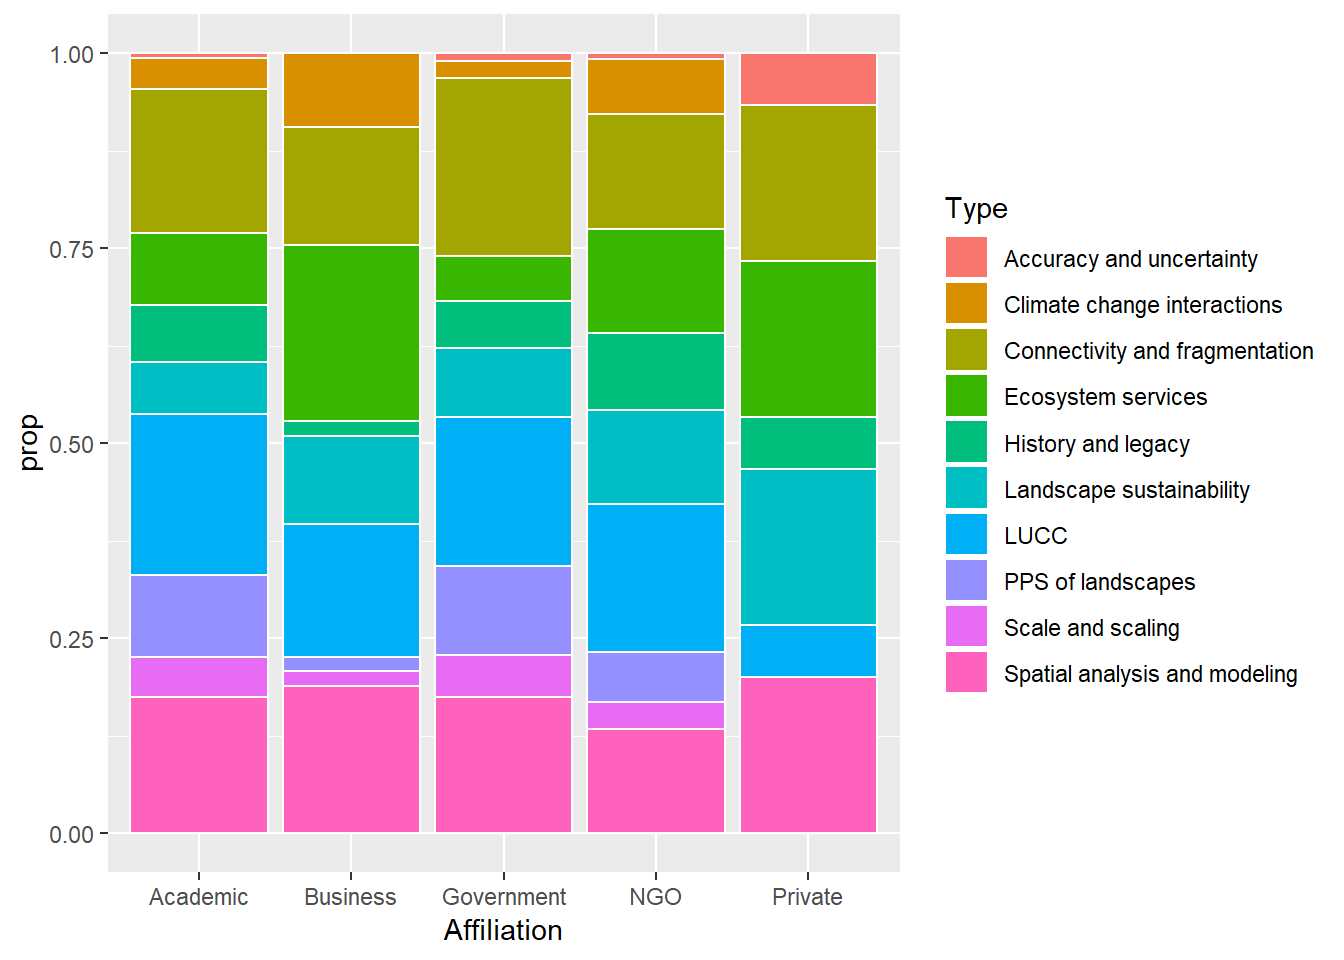 1.00
0.75
0.50
0.25
0.00
prop
Academic
Business
Government
NGO
Private
Affiliation
Type
Accuracy and uncertainty
Climate change interactions
Connectivity and fragmentation
Ecosystem services
History and legacy
Landscape sustainability
LUCC
PPS of landscapes
Scale and scaling
Spatial analysis and modeling